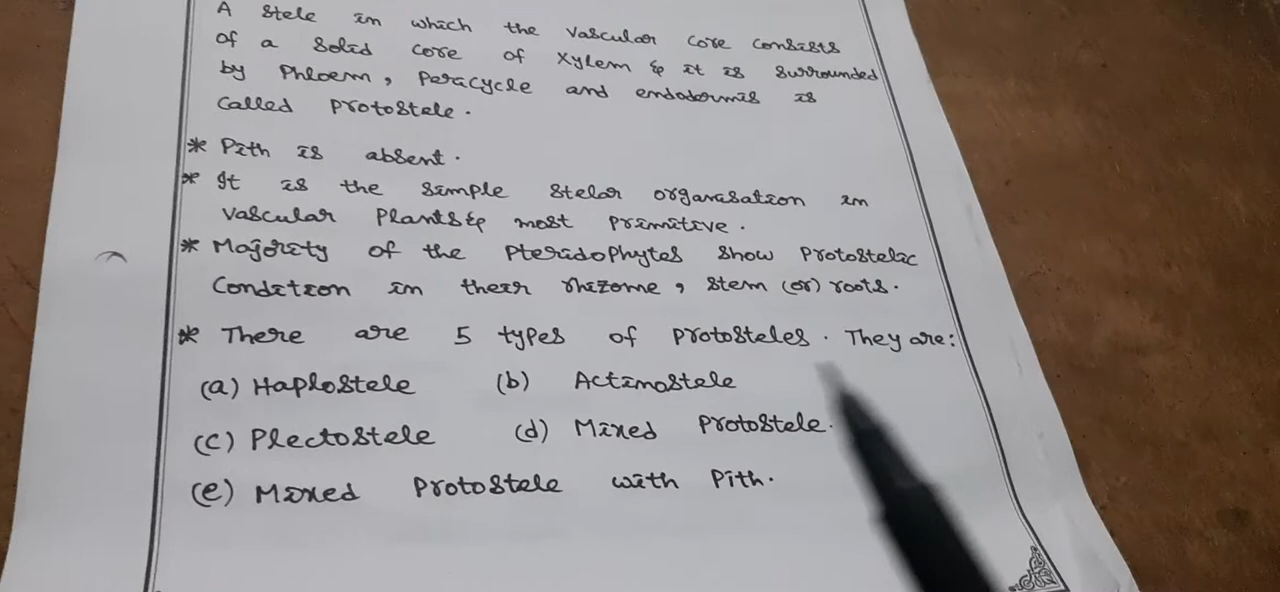 A stele in which the vascular core consists
of a solid core of xylem & it is surrounded
by Phloem, Pericycle and endodermis is
called Protostele.
* Pith is absent.
* It is the simple stelar organisation in
vascular Plants & most Primitive.
* Majority of the Pteridophytes show Protostelic
condition in their rhizome, stem (or) roots.
* There are 5 types of Protosteles. They are:
(a) Haplostele (b) Actinostele
(c) Plectostele (d) Mixed Protostele.
(e) Mixed Protostele with Pith.